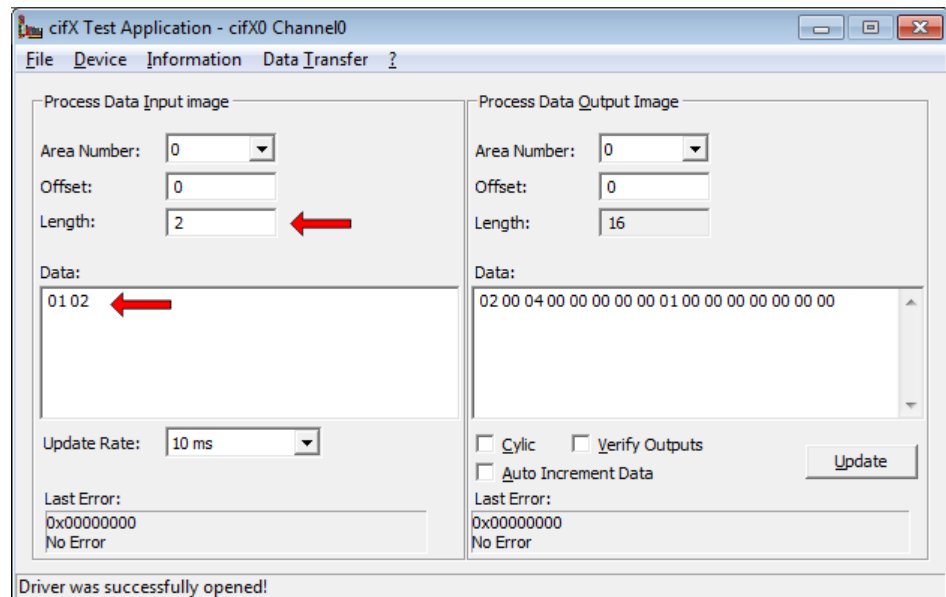 cifX Test Application - cifX0 Channel0
File Device Information Data Transfer ?
Process Data Input image
Area Number: 0
Offset: 0
Length: 2
Data:
01 02
Update Rate: 10 ms
Last Error:
0x00000000
No Error
Process Data Output Image
Area Number: 0
Offset: 0
Length: 16
Data:
02 00 04 00 00 00 00 00 01 00 00 00 00 00 00 00
Cylic Verify Outputs
Auto Increment Data
Update
Last Error:
0x00000000
No Error
Driver was successfully opened!